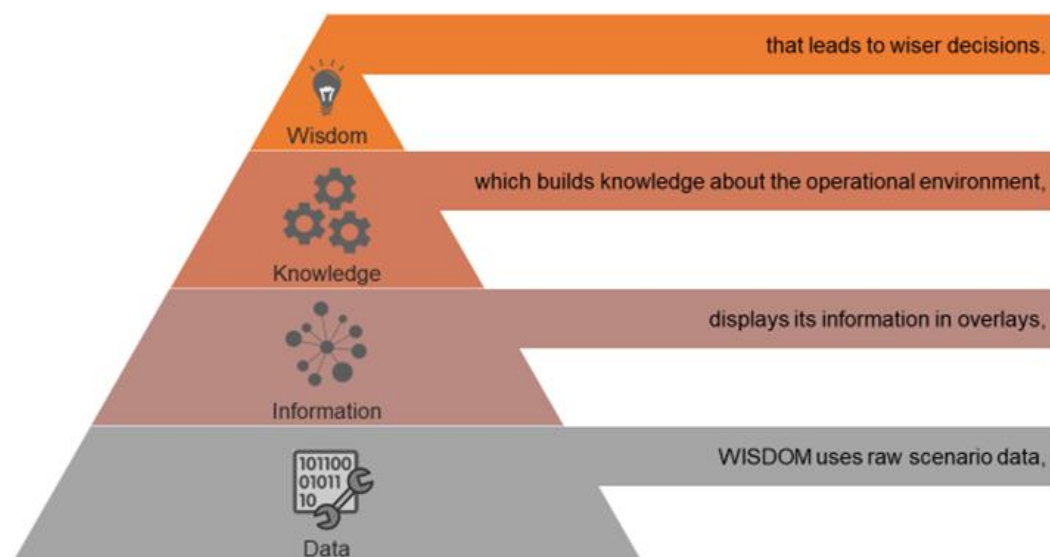 that leads to wiser decisions.
Wisdom
which builds knowledge about the operational environment,
Knowledge
displays its information in overlays,
Information
WISDOM uses raw scenario data,
101100
01011
10
Data